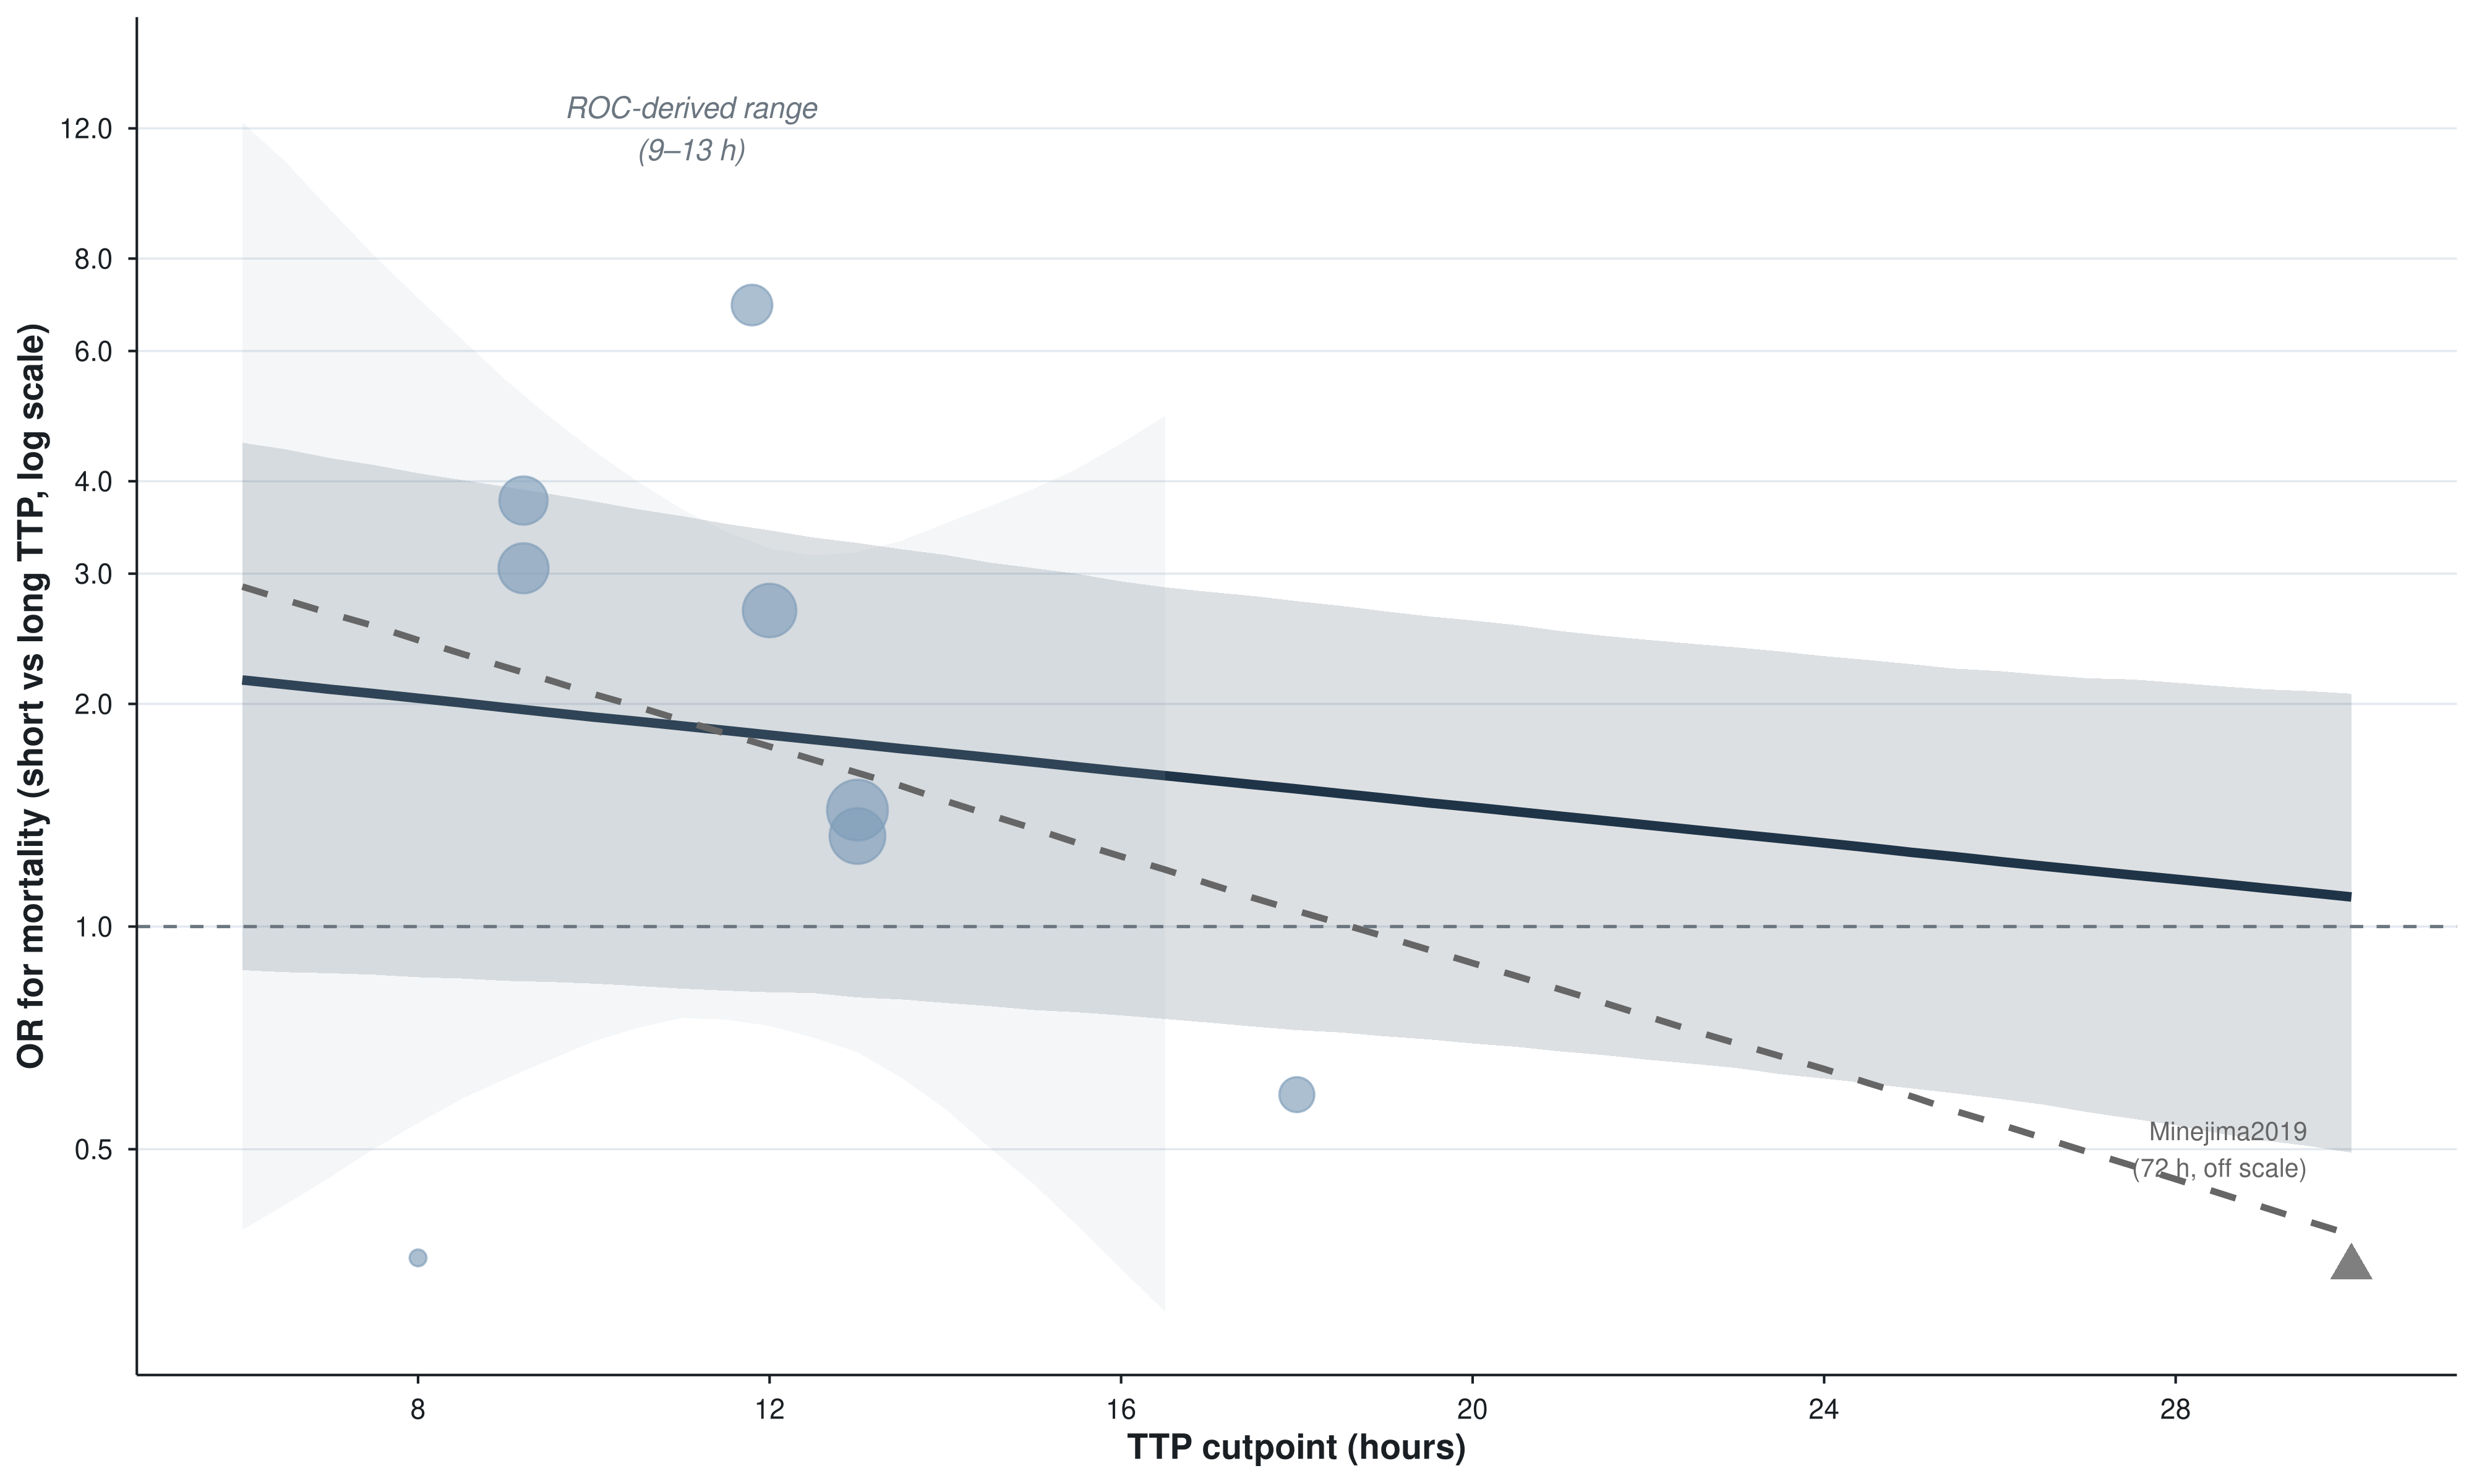 ROC-derived range
(9–13 h)
12.0
8.0
6.0
4.0
3.0
2.0
1.0
0.5
OR for mortality (short vs long TTP, log scale)
Minejima2019
(72 h, off scale)
8
12
16
20
24
28
TTP cutpoint (hours)